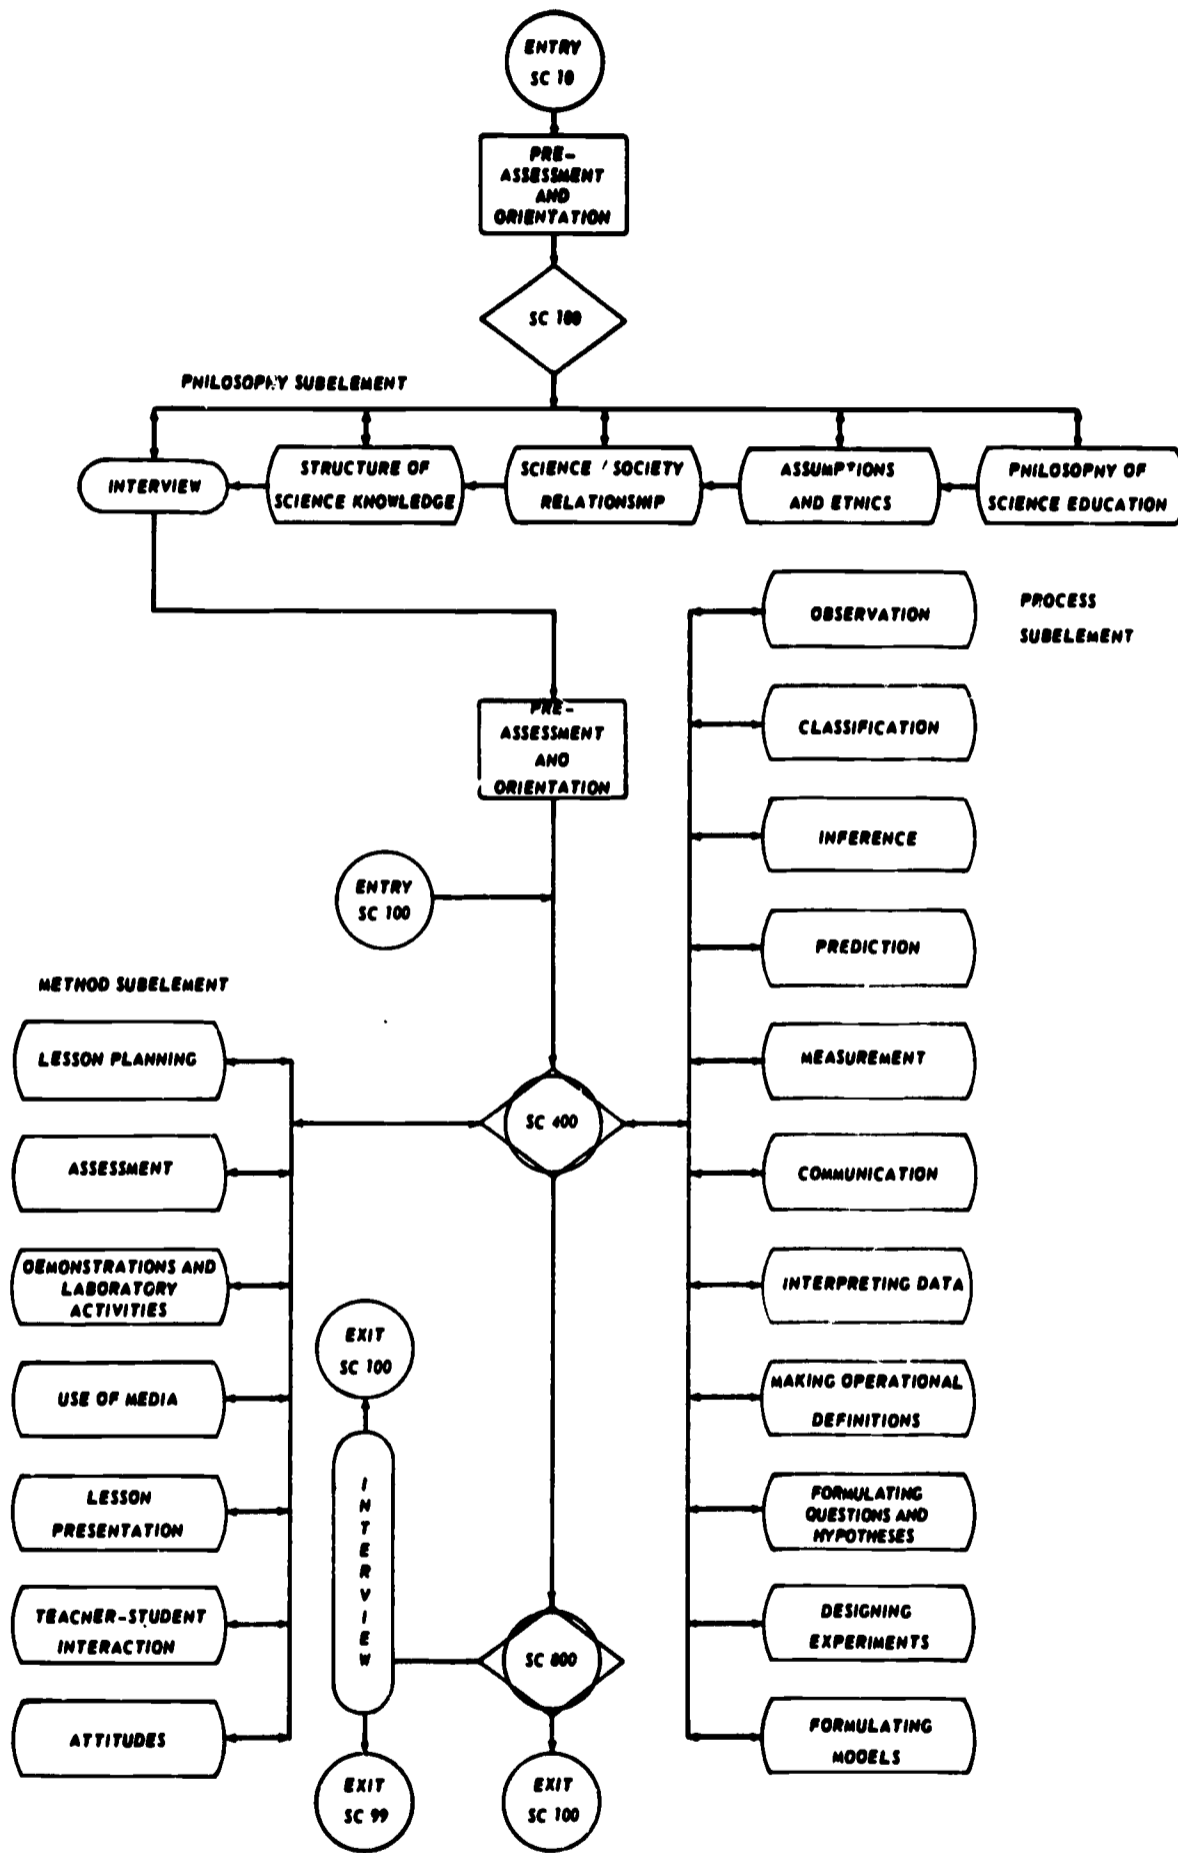 ENTRY
SC 10
PRE-
ASSESSMENT
AND
ORIENTATION
SC 100
PHILOSOPHY SUBELEMENT
INTERVIEW
STRUCTURE OF
SCIENCE KNOWLEDGE
SCIENCE / SOCIETY
RELATIONSHIP
ASSUMPTIONS
AND ETHICS
PHILOSOPHY OF
SCIENCE EDUCATION
PROCESS
SUBELEMENT
OBSERVATION
CLASSIFICATION
INFERENCE
PREDICTION
MEASUREMENT
COMMUNICATION
INTERPRETING DATA
MAKING OPERATIONAL
DEFINITIONS
FORMULATING
QUESTIONS AND
HYPOTHESES
DESIGNING
EXPERIMENTS
FORMULATING
MODELS
PRE-
ASSESSMENT
AND
ORIENTATION
ENTRY
SC 100
SC 400
METHOD SUBELEMENT
LESSON PLANNING
ASSESSMENT
DEMONSTRATIONS AND
LABORATORY
ACTIVITIES
USE OF MEDIA
LESSON
PRESENTATION
TEACHER-STUDENT
INTERACTION
ATTITUDES
EXIT
SC 100
INTERVIEW
SC 800
EXIT
SC 99
EXIT
SC 100